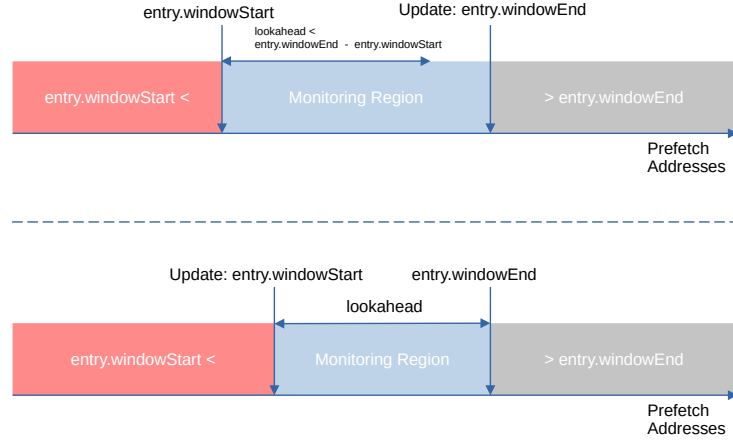 entry.windowStart
Update: entry.windowEnd
lookahead <
entry.windowEnd - entry.windowStart
entry.windowStart <
Monitoring Region
> entry.windowEnd
Prefetch
Addresses
Update: entry.windowStart
entry.windowEnd
lookahead
entry.windowStart <
Monitoring Region
> entry.windowEnd
Prefetch
Addresses